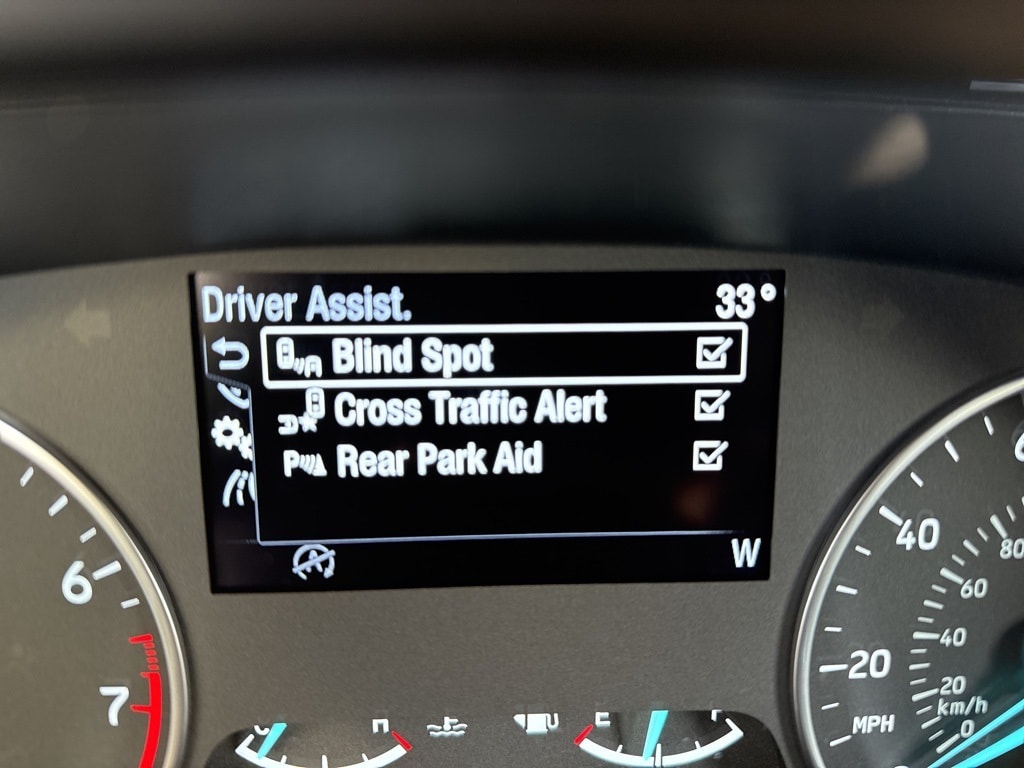 Driver Assist. 33°
Blind Spot
Cross Traffic Alert
P Rear Park Aid
A
W
6
7
40
20
MPH
80
60
40
20
km/h
0
C H
E F